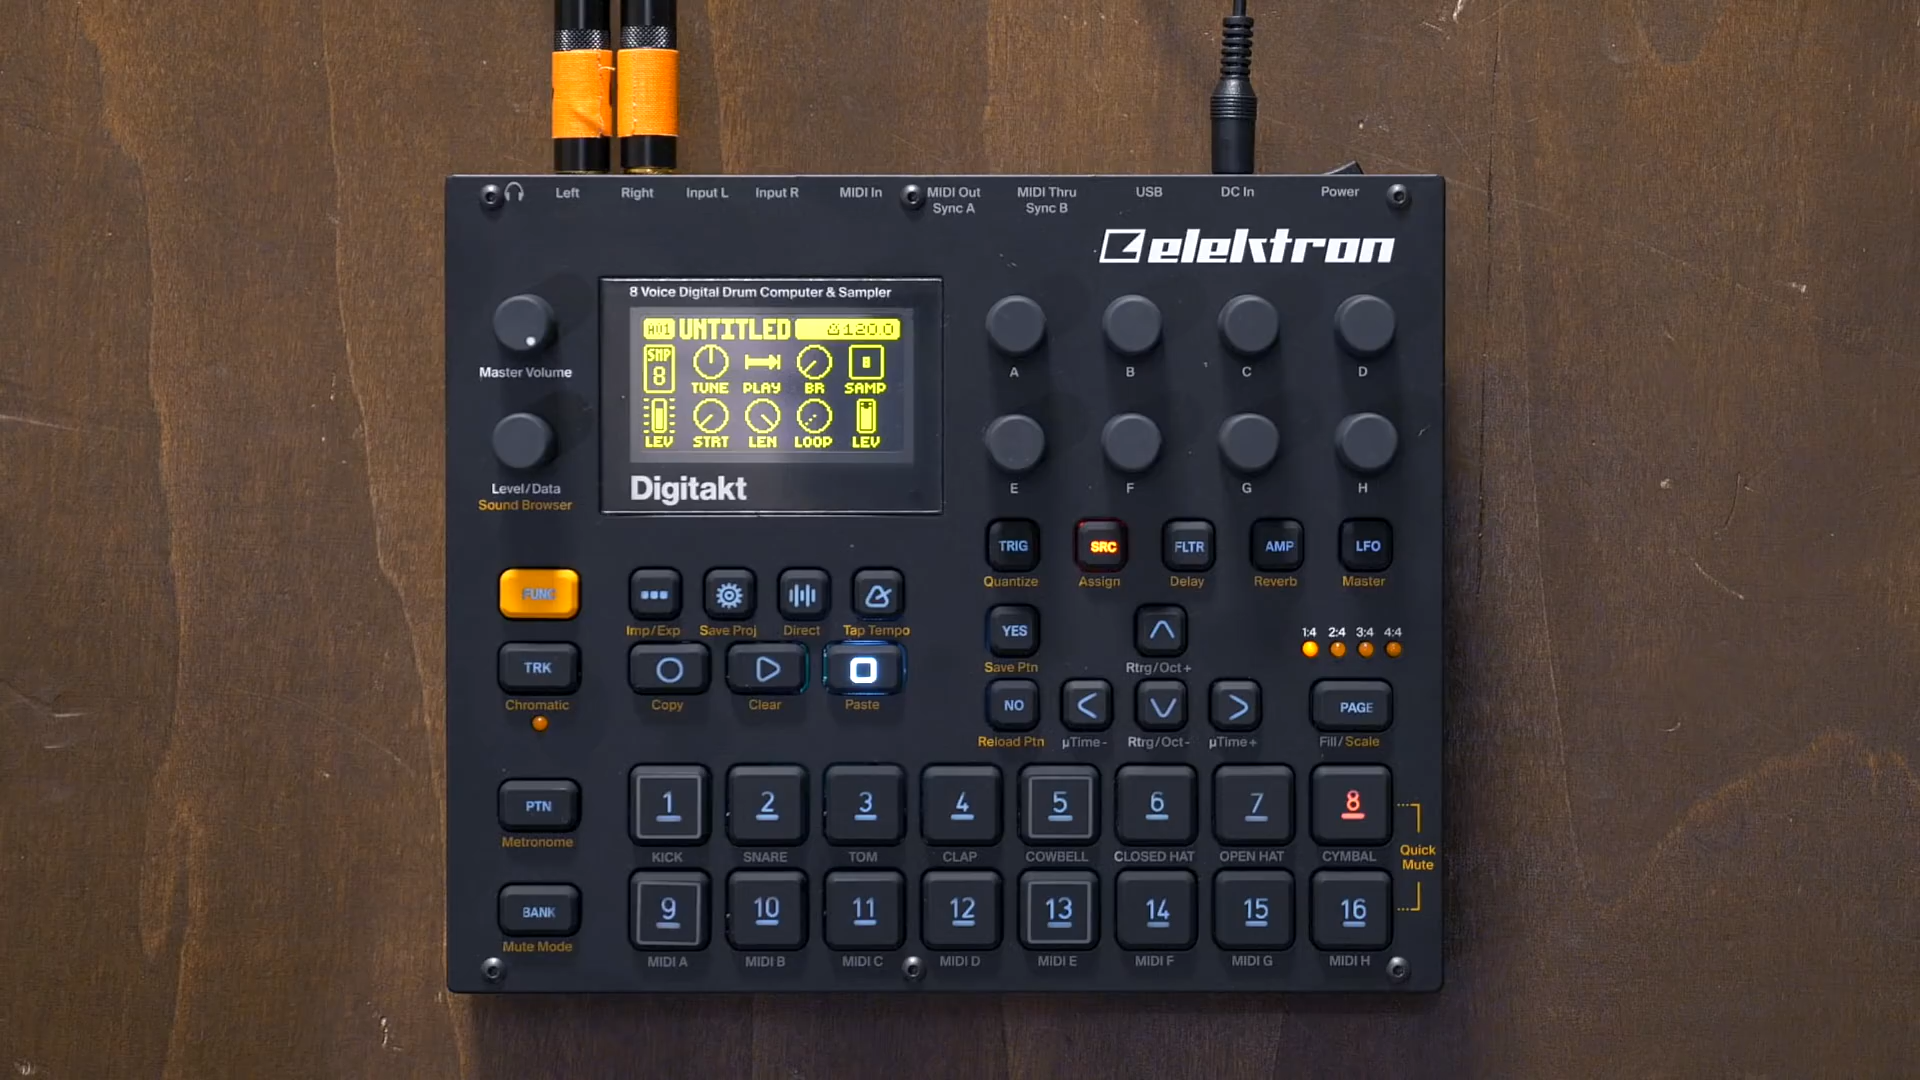 Left Right Input L Input R MIDI In MIDI Out MIDI Thru USB DC In Power
Sync A Sync B
elektron
8 Voice Digital Drum Computer & Sampler
A01 UNTITLED 120.0
SMP
8
TUNE PLAY BR SAMP
LEV STRT LEN LOOP LEV
Digitakt
Master Volume
Level/Data
Sound Browser
A B C D
E F G H
TRIG SRC FLTR AMP LFO
Quantize Assign Delay Reverb Master
FUNC
Imp/Exp Save Proj Direct Tap Tempo
YES
Save Ptn Rtrg/Oct+
1:4 2:4 3:4 4:4
TRK
Chromatic Copy Clear Paste
NO PAGE
Reload Ptn µTime- Rtrg/Oct- µTime+ Fill/Scale
PTN
Metronome
1 2 3 4 5 6 7 8
KICK SNARE TOM CLAP COWBELL CLOSED HAT OPEN HAT CYMBAL
Quick
Mute
BANK
Mute Mode
9 10 11 12 13 14 15 16
MIDI A MIDI B MIDI C MIDI D MIDI E MIDI F MIDI G MIDI H